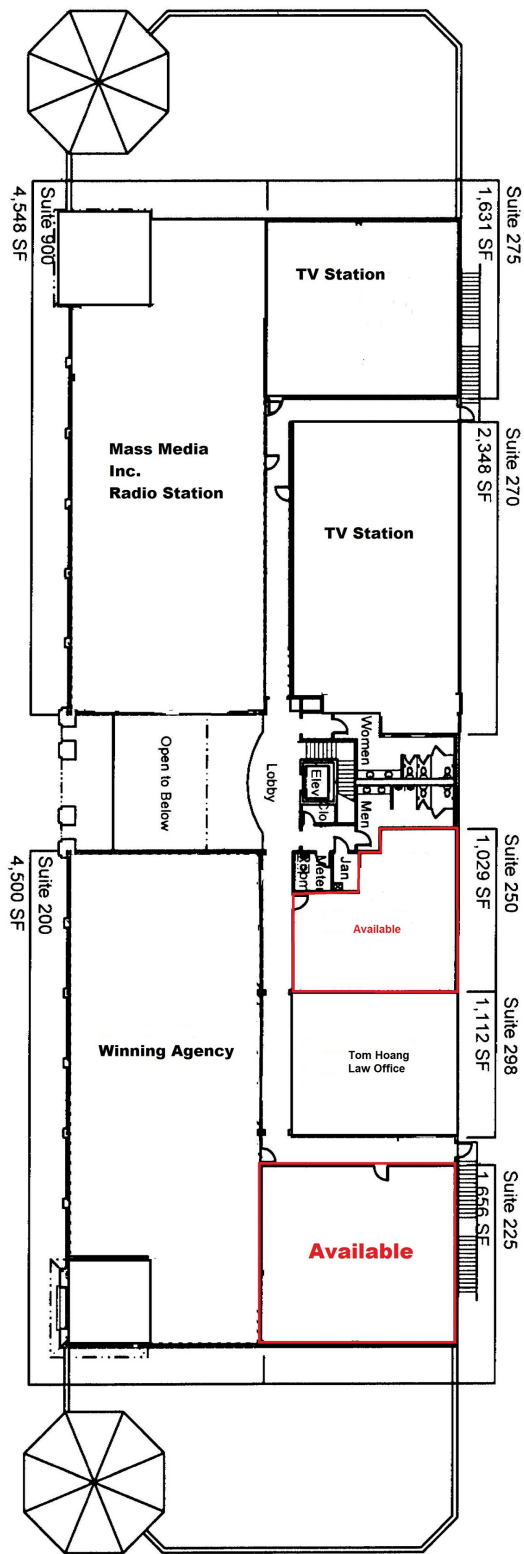 Suite 275
1,631 SF
Suite 900
4,548 SF
TV Station
Suite 270
2,348 SF
Mass Media
Inc.
Radio Station
TV Station
Women
Men
Open to Below
Lobby
Elev
Clo
Jan
Meter
Room
Suite 250
1,029 SF
Available
Suite 200
4,500 SF
Suite 298
1,112 SF
Winning Agency
Tom Hoang
Law Office
Suite 225
1,656 SF
Available